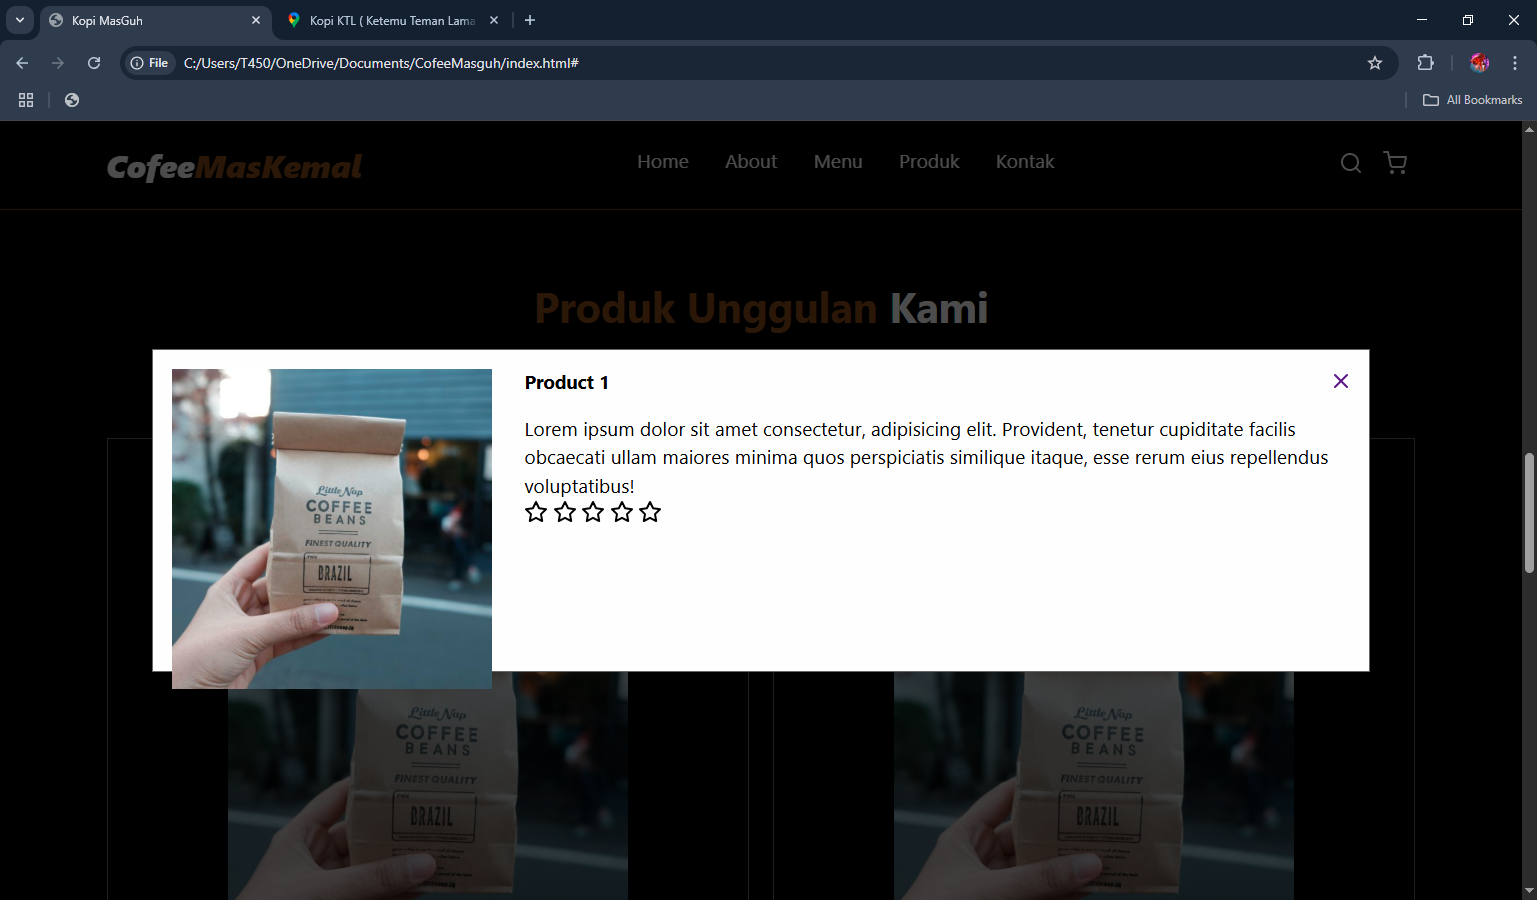 Kopi MasGuh
Kopi KTL ( Ketemu Teman Lama
File
C:/Users/T450/OneDrive/Documents/CofeeMasguh/index.html#
All Bookmarks
CofeeMasKemal
Home
About
Menu
Produk
Kontak
Produk Unggulan Kami
Product 1
Lorem ipsum dolor sit amet consectetur, adipisicing elit. Provident, tenetur cupiditate facilis
obcaecati ullam maiores minima quos perspiciatis similique itaque, esse rerum eius repellendus
voluptatibus!
Little Nap
COFFEE
BEANS
FINEST QUALITY
BRAZIL
Little Nap
COFFEE
BEANS
FINEST QUALITY
BRAZIL
Little Nap
COFFEE
BEANS
FINEST QUALITY
BRAZIL